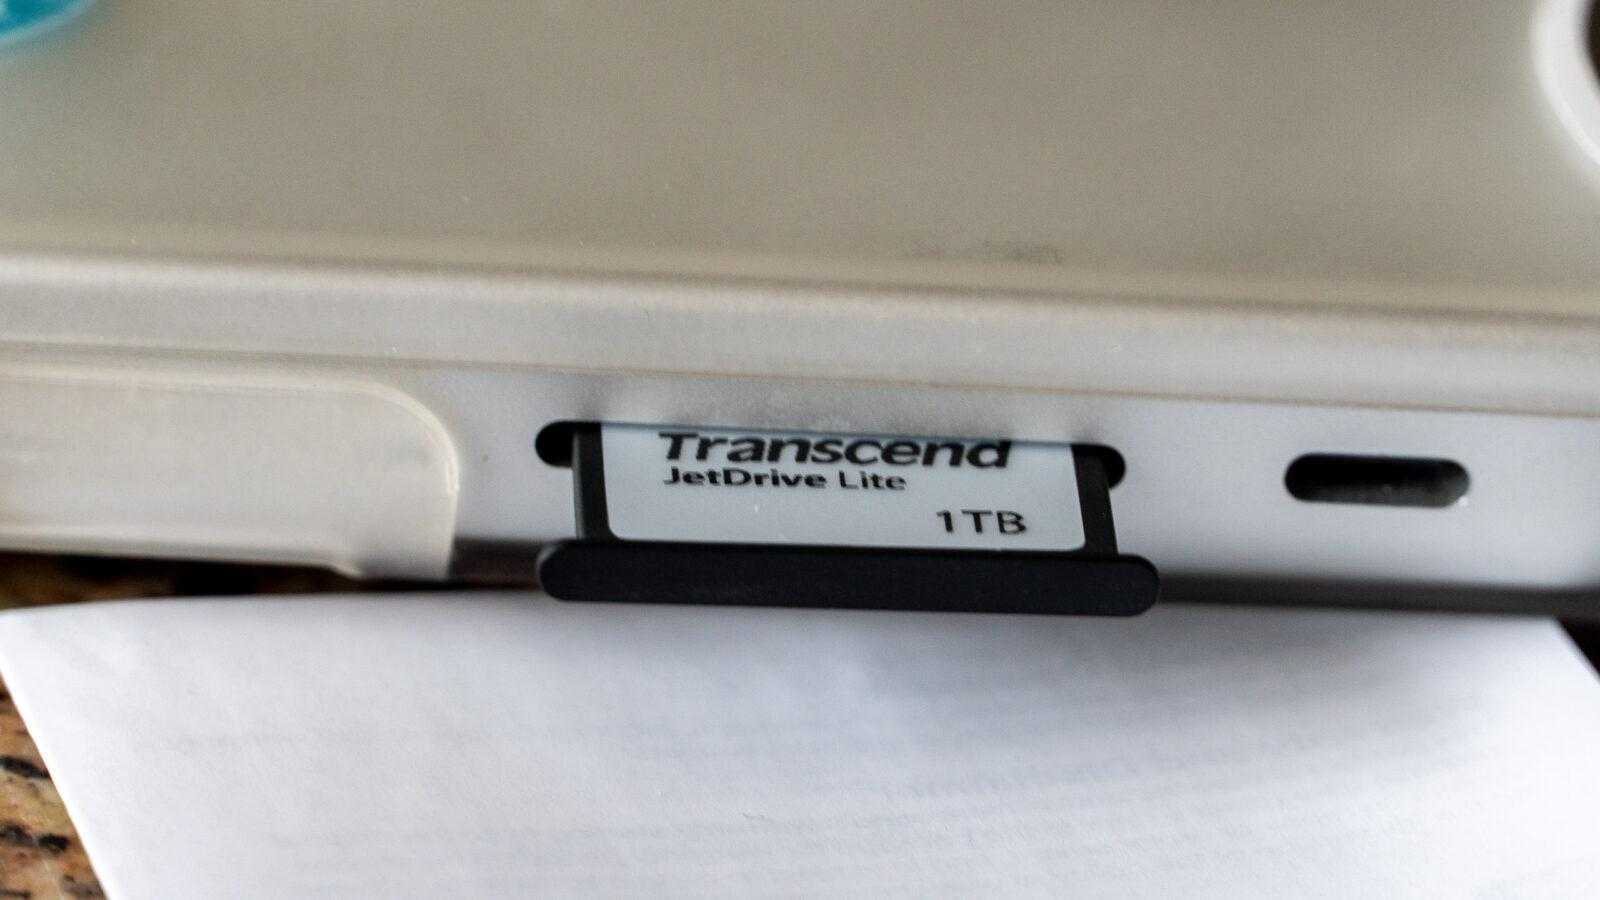 Transcend
JetDrive Lite
1TB